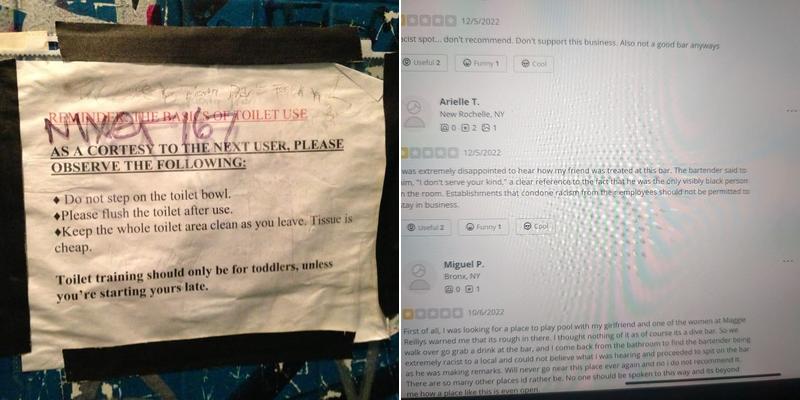 REMINDER: THE BASICS OF TOILET USE
AS A CORTESY TO THE NEXT USER, PLEASE
OBSERVE THE FOLLOWING:
♦ Do not step on the toilet bowl.
♦Please flush the toilet after use.
♦Keep the whole toilet area clean as you leave. Tissue is
cheap.
Toilet training should only be for toddlers, unless
you're starting yours late.
12/5/2022
spot... don't recommend. Don't support this business. Also not a good bar anyways
Useful 2
Funny 1
Cool
Arielle T.
New Rochelle, NY
0 2 1
12/5/2022
was extremely disappointed to hear how my friend was treated at this bar. The bartender said to
"I don't serve your kind," a clear reference to the fact that he was the only visibly black person
the room. Establishments that condone racism from their employees should not be permitted to
in business.
Useful 2
Funny 1
Cool
Miguel P.
Bronx, NY
0 1
10/6/2022
First of all, I was looking for a place to play pool with my girlfriend and one of the women at Maggie
Reillys warned me that its rough in there. I thought nothing of it as of course its a dive bar. So we
walk over go grab a drink at the bar, and I come back from the bathroom to find the bartender being
extremely racist to a local and could not believe what I was hearing and proceeded to spit on the bar
as he was making remarks. Will never go near this place ever again and no i do not recommend it.
There are so many other places id rather be. No one should be spoken to this way and its beyond
me how a place like this is even open.